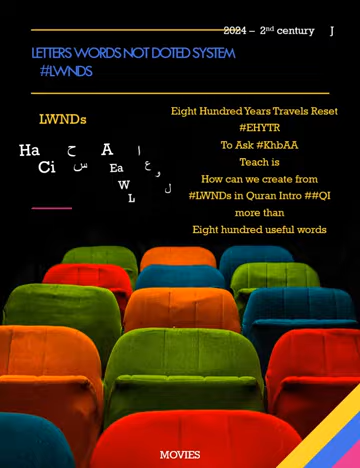 2024 – 2nd century J
LETTERS WORDS NOT DOTED SYSTEM
#LWNDS
LWNDs
Ha ح A ا
Ci س Ea ع
W و
L ل
Eight Hundred Years Travels Reset
#EHYTR
To Ask #KhbAA
Teach is
How can we create from
#LWNDs in Quran Intro ##QI
more than
Eight hundred useful words
MOVIES